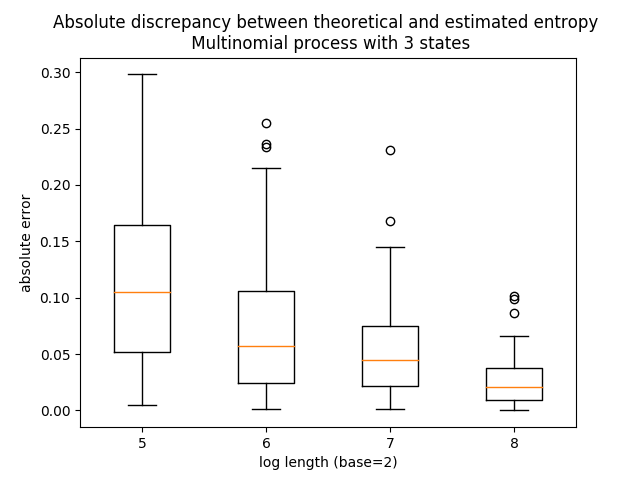 Absolute discrepancy between theoretical and estimated entropy
Multinomial process with 3 states
0.30
0.25
0.20
0.15
0.10
0.05
0.00
absolute error
5 6 7 8
log length (base=2)